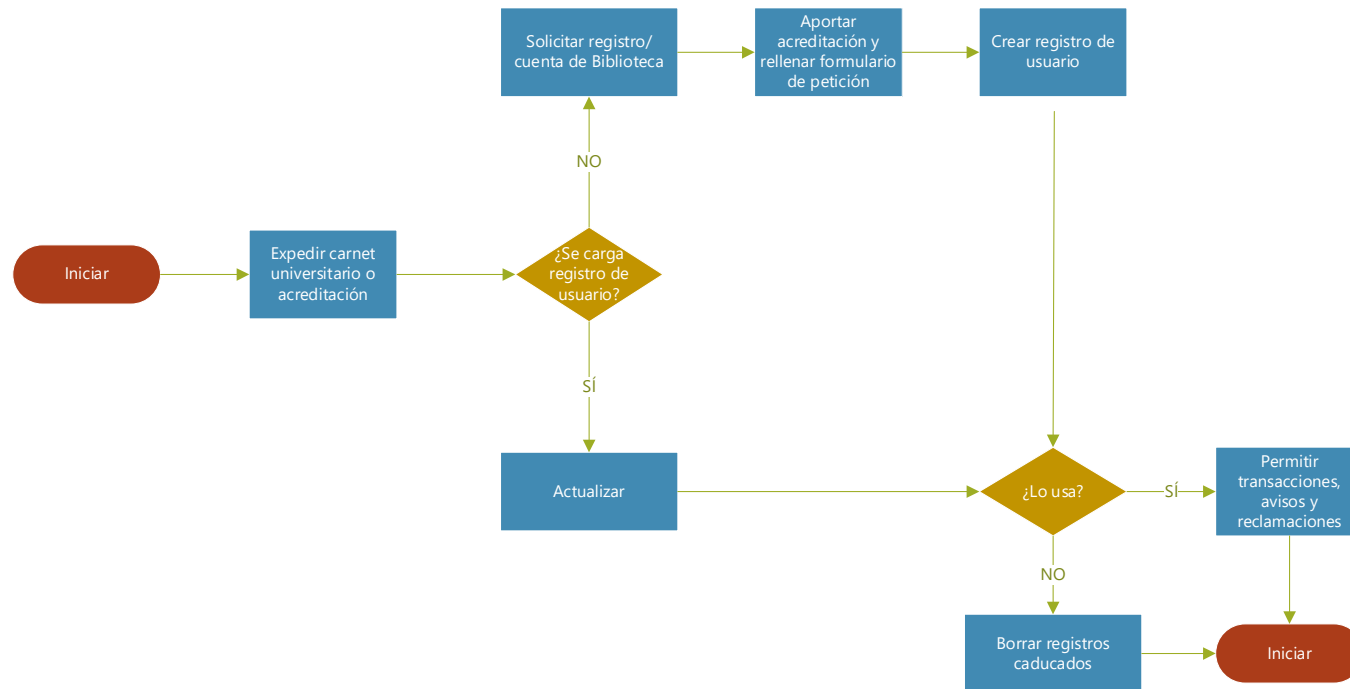 Solicitar registro/
cuenta de Biblioteca
Aportar
acreditación y
rellenar formulario
de petición
Crear registro de
usuario
NO
Iniciar
Expedir carnet
universitario o
acreditación
¿Se carga
registro de
usuario?
SÍ
Actualizar
¿Lo usa?
SÍ
Permitir
transacciones,
avisos y
reclamaciones
NO
Borrar registros
caducados
Iniciar